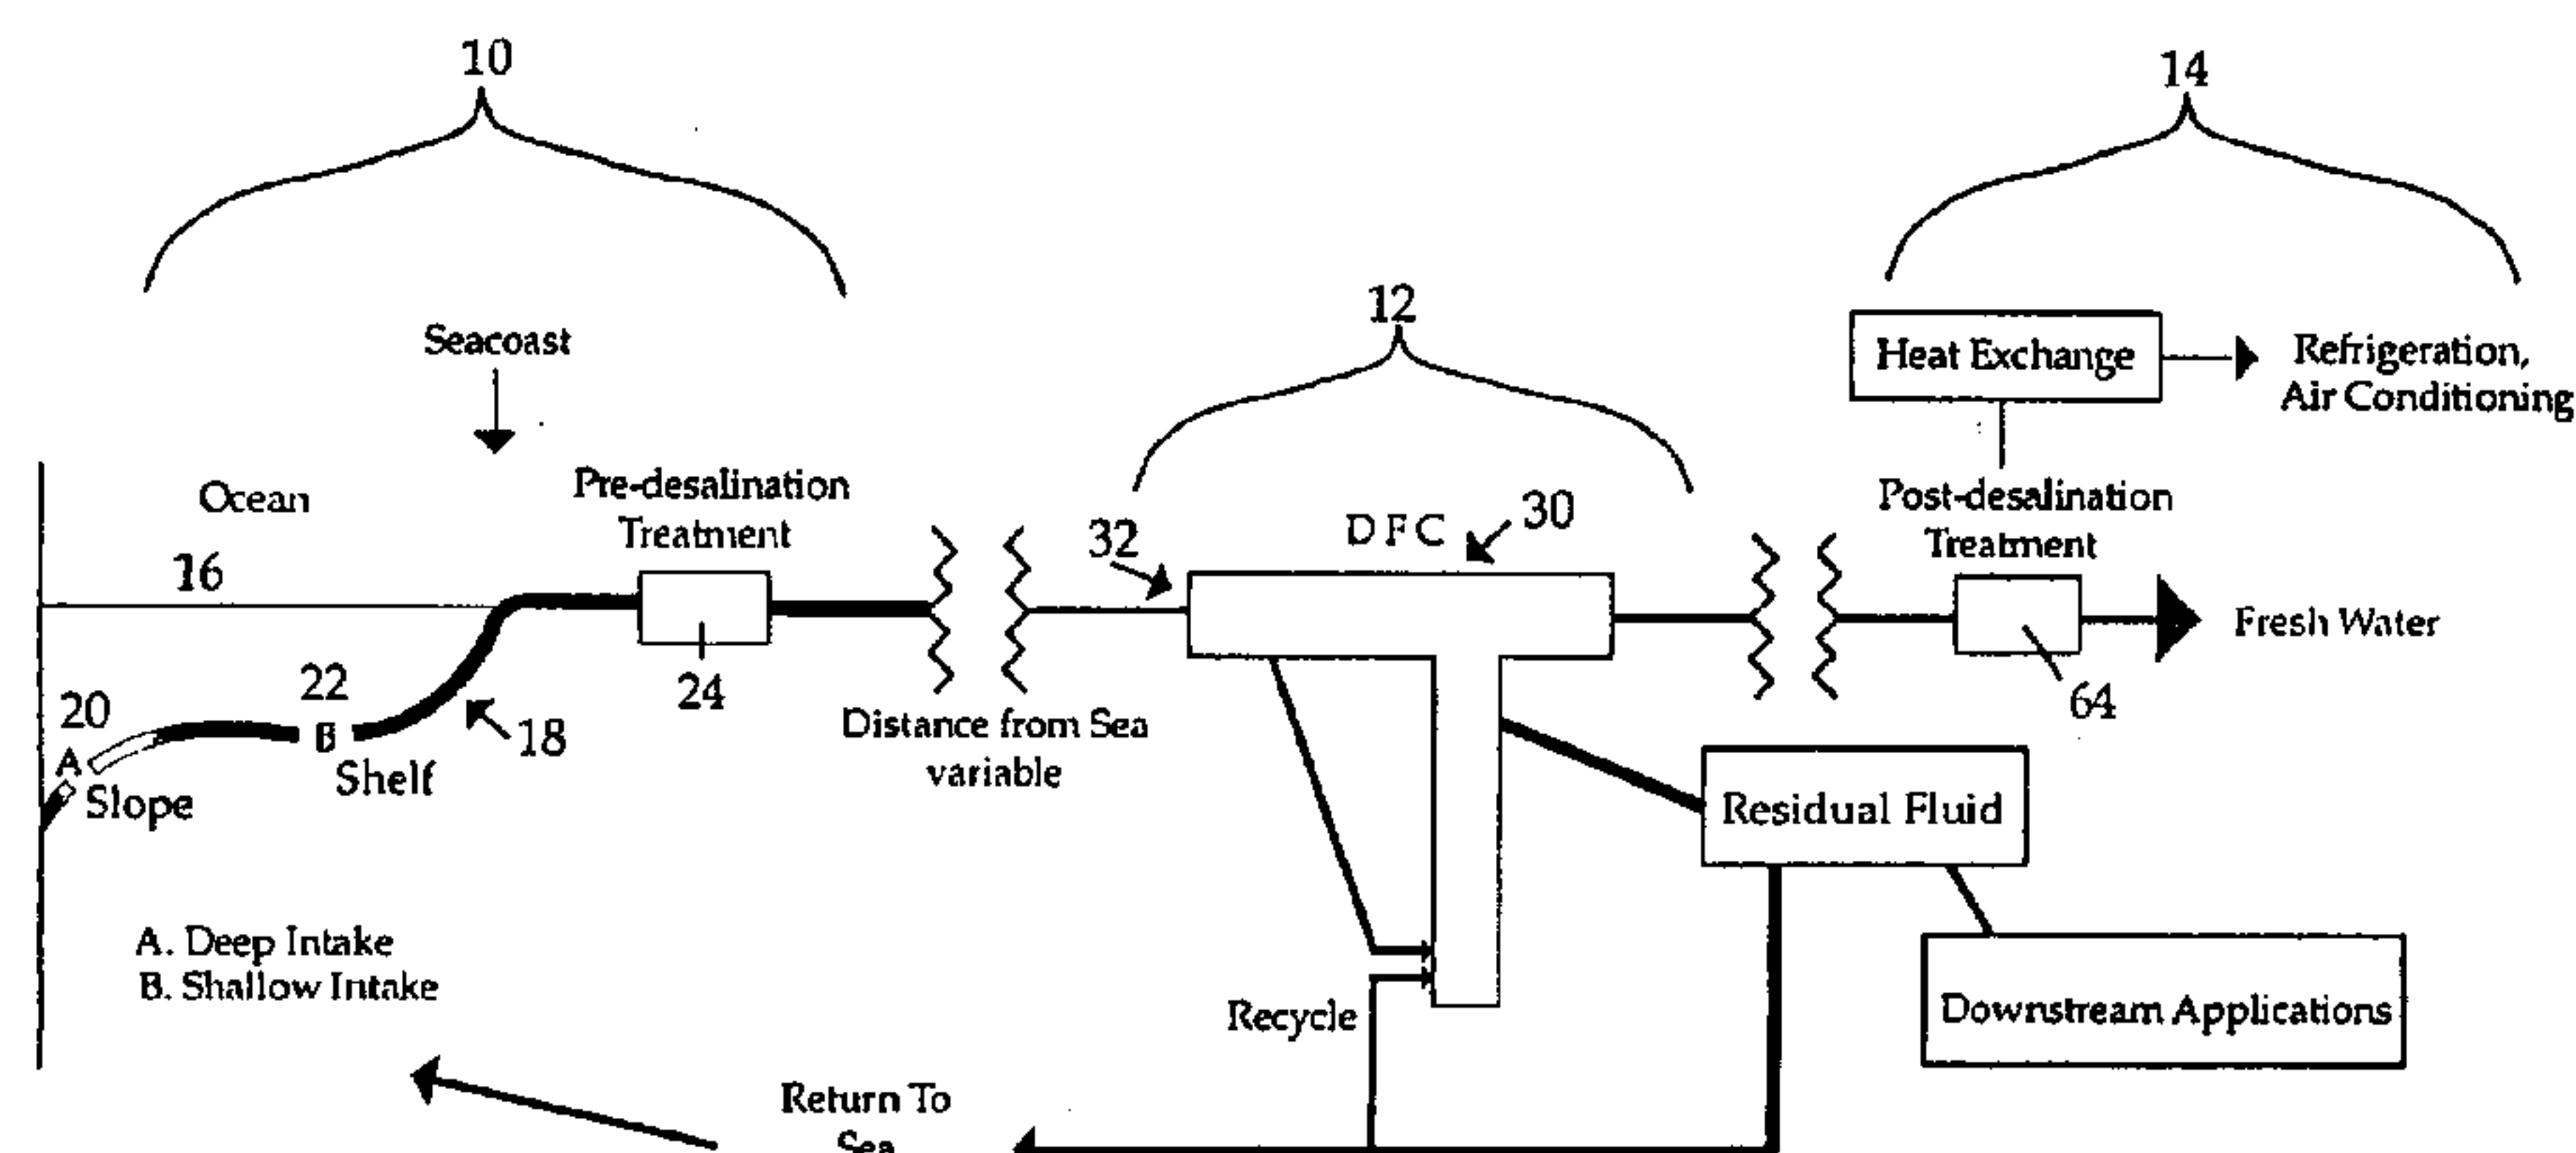 10
14
12
Seacoast
Heat Exchange
Refrigeration,
Air Conditioning
Ocean
Pre-desalination
Treatment
16
24
32
D F C
30
Post-desalination
Treatment
64
Fresh Water
20
22
A
B
18
Slope
Shelf
Distance from Sea
variable
Residual Fluid
A. Deep Intake
B. Shallow Intake
Recycle
Downstream Applications
Return To
Sea